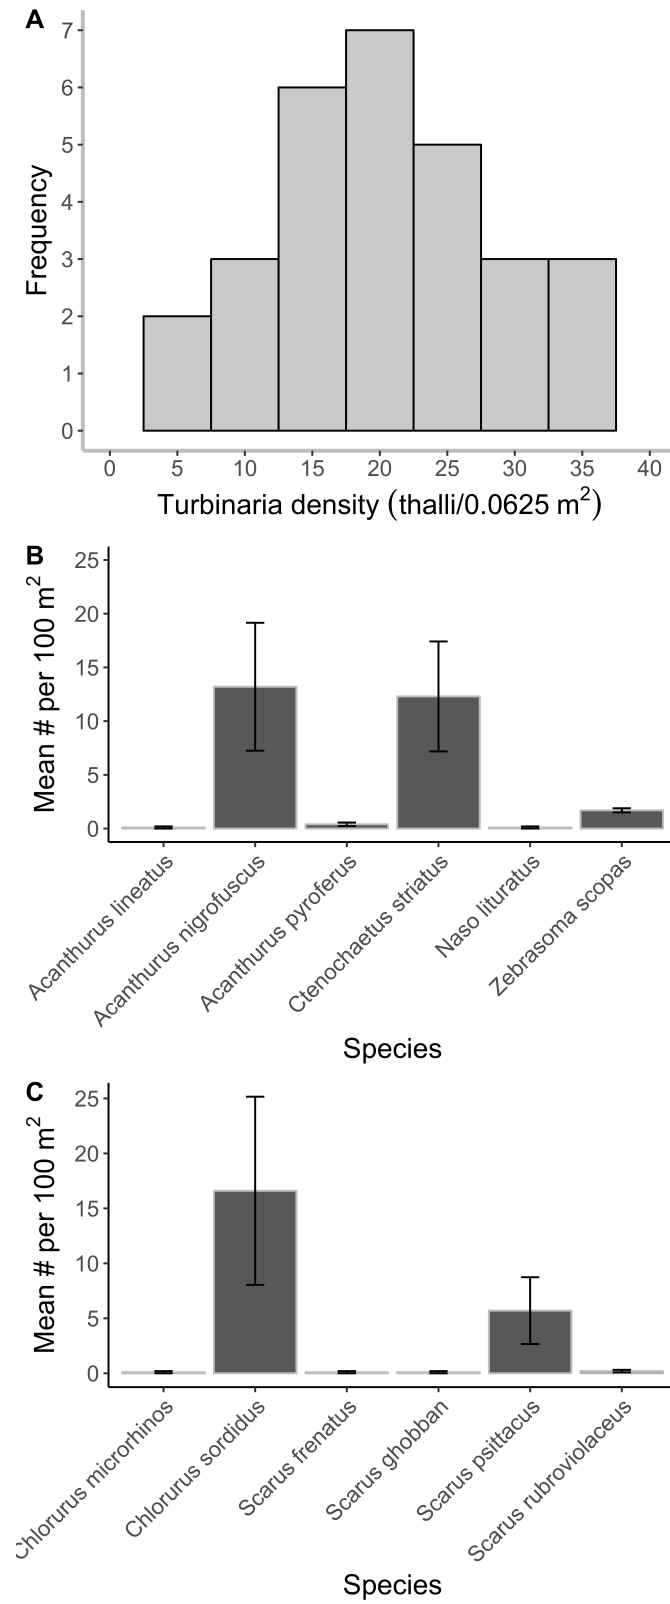 A
7
6
5
4
3
2
1
0
Frequency
0 5 10 15 20 25 30 35 40
Turbinaria density (thalli/0.0625 m²)
B
25
20
15
10
5
0
Mean # per 100 m²
Acanthurus lineatus
Acanthurus nigrofuscus
Acanthurus pyroferus
Ctenochaetus striatus
Naso lituratus
Zebrasoma scopas
Species
C
25
20
15
10
5
0
Mean # per 100 m²
Chlorurus microrhinos
Chlorurus sordidus
Scarus frenatus
Scarus ghobban
Scarus psittacus
Scarus rubroviolaceus
Species